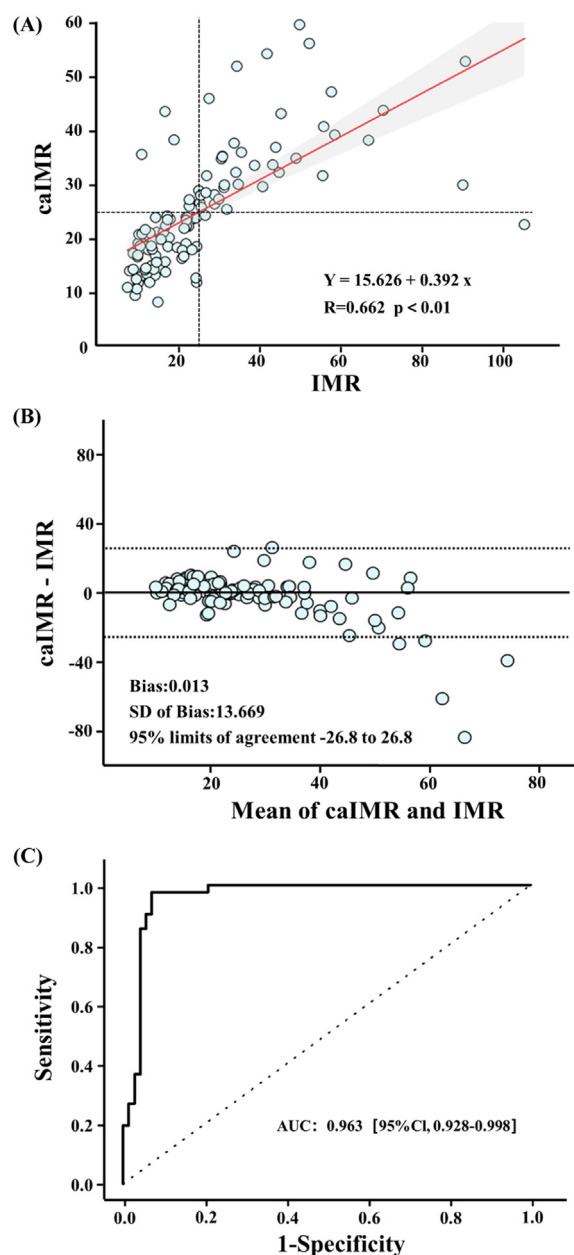 (A)
60
50
40
30
20
10
0
caIMR
Y = 15.626 + 0.392 x
R=0.662 p < 0.01
20 40 60 80 100
IMR
(B)
80
40
0
-40
-80
caIMR - IMR
Bias:0.013
SD of Bias:13.669
95% limits of agreement -26.8 to 26.8
20 40 60 80
Mean of caIMR and IMR
(C)
1.0
0.8
0.6
0.4
0.2
0.0
Sensitivity
AUC: 0.963 [95%CI, 0.928-0.998]
0.0 0.2 0.4 0.6 0.8 1.0
1-Specificity